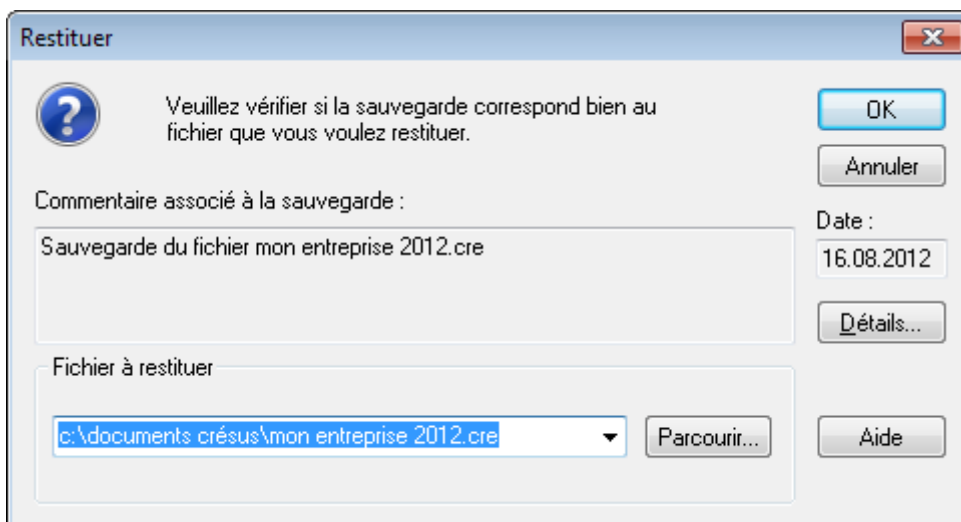 Restituer
Veuillez vérifier si la sauvegarde correspond bien au
fichier que vous voulez restituer.
OK
Annuler
Commentaire associé à la sauvegarde :
Sauvegarde du fichier mon entreprise 2012.cre
Date :
16.08.2012
Détails...
Fichier à restituer
c:\documents crésus\mon entreprise 2012.cre
Parcourir...
Aide